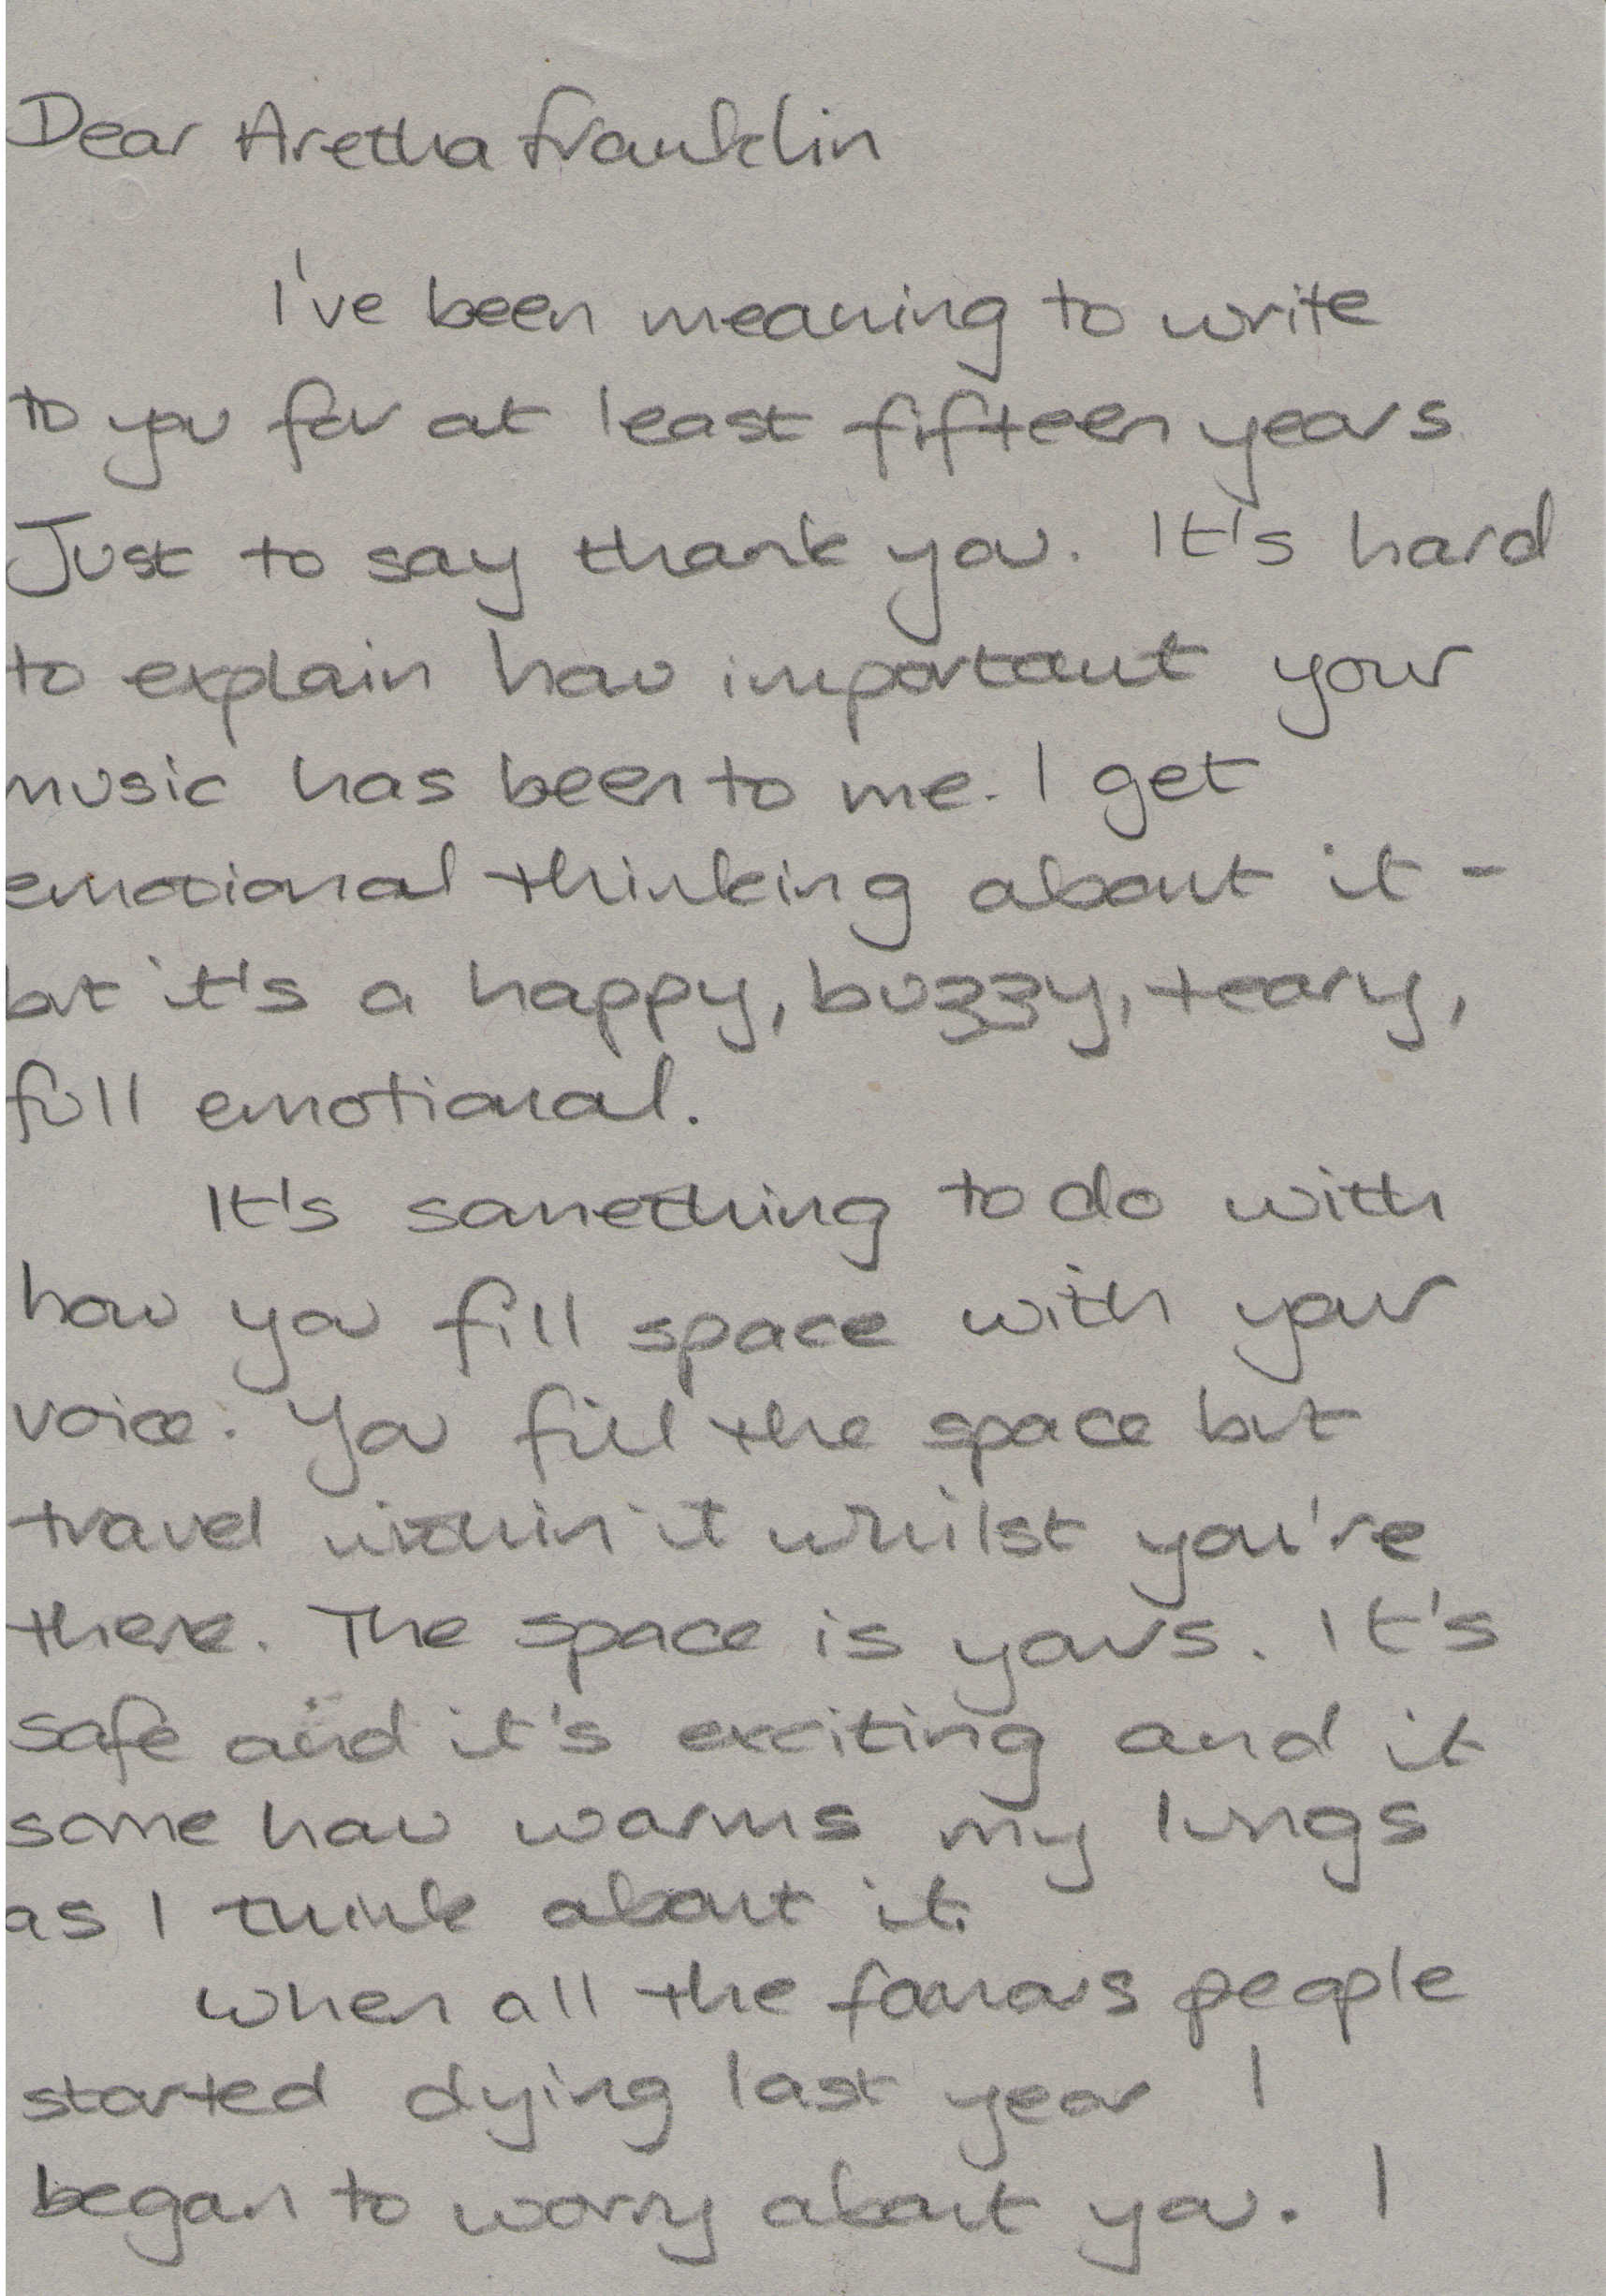 Dear Aretha Franklin
I've been meaning to write
to you for at least fifteen years
Just to say thank you. It's hard
to explain how important your
music has been to me. I get
emotional thinking about it -
but it's a happy, buzzy, teary,
full emotional.
It's something to do with
how you fill space with your
voice. You fill the space but
travel within it whilst you're
there. The space is yours. It's
safe and it's exciting and it
some how warms my lungs
as I think about it.
When all the famous people
started dying last year I
began to worry about you. I